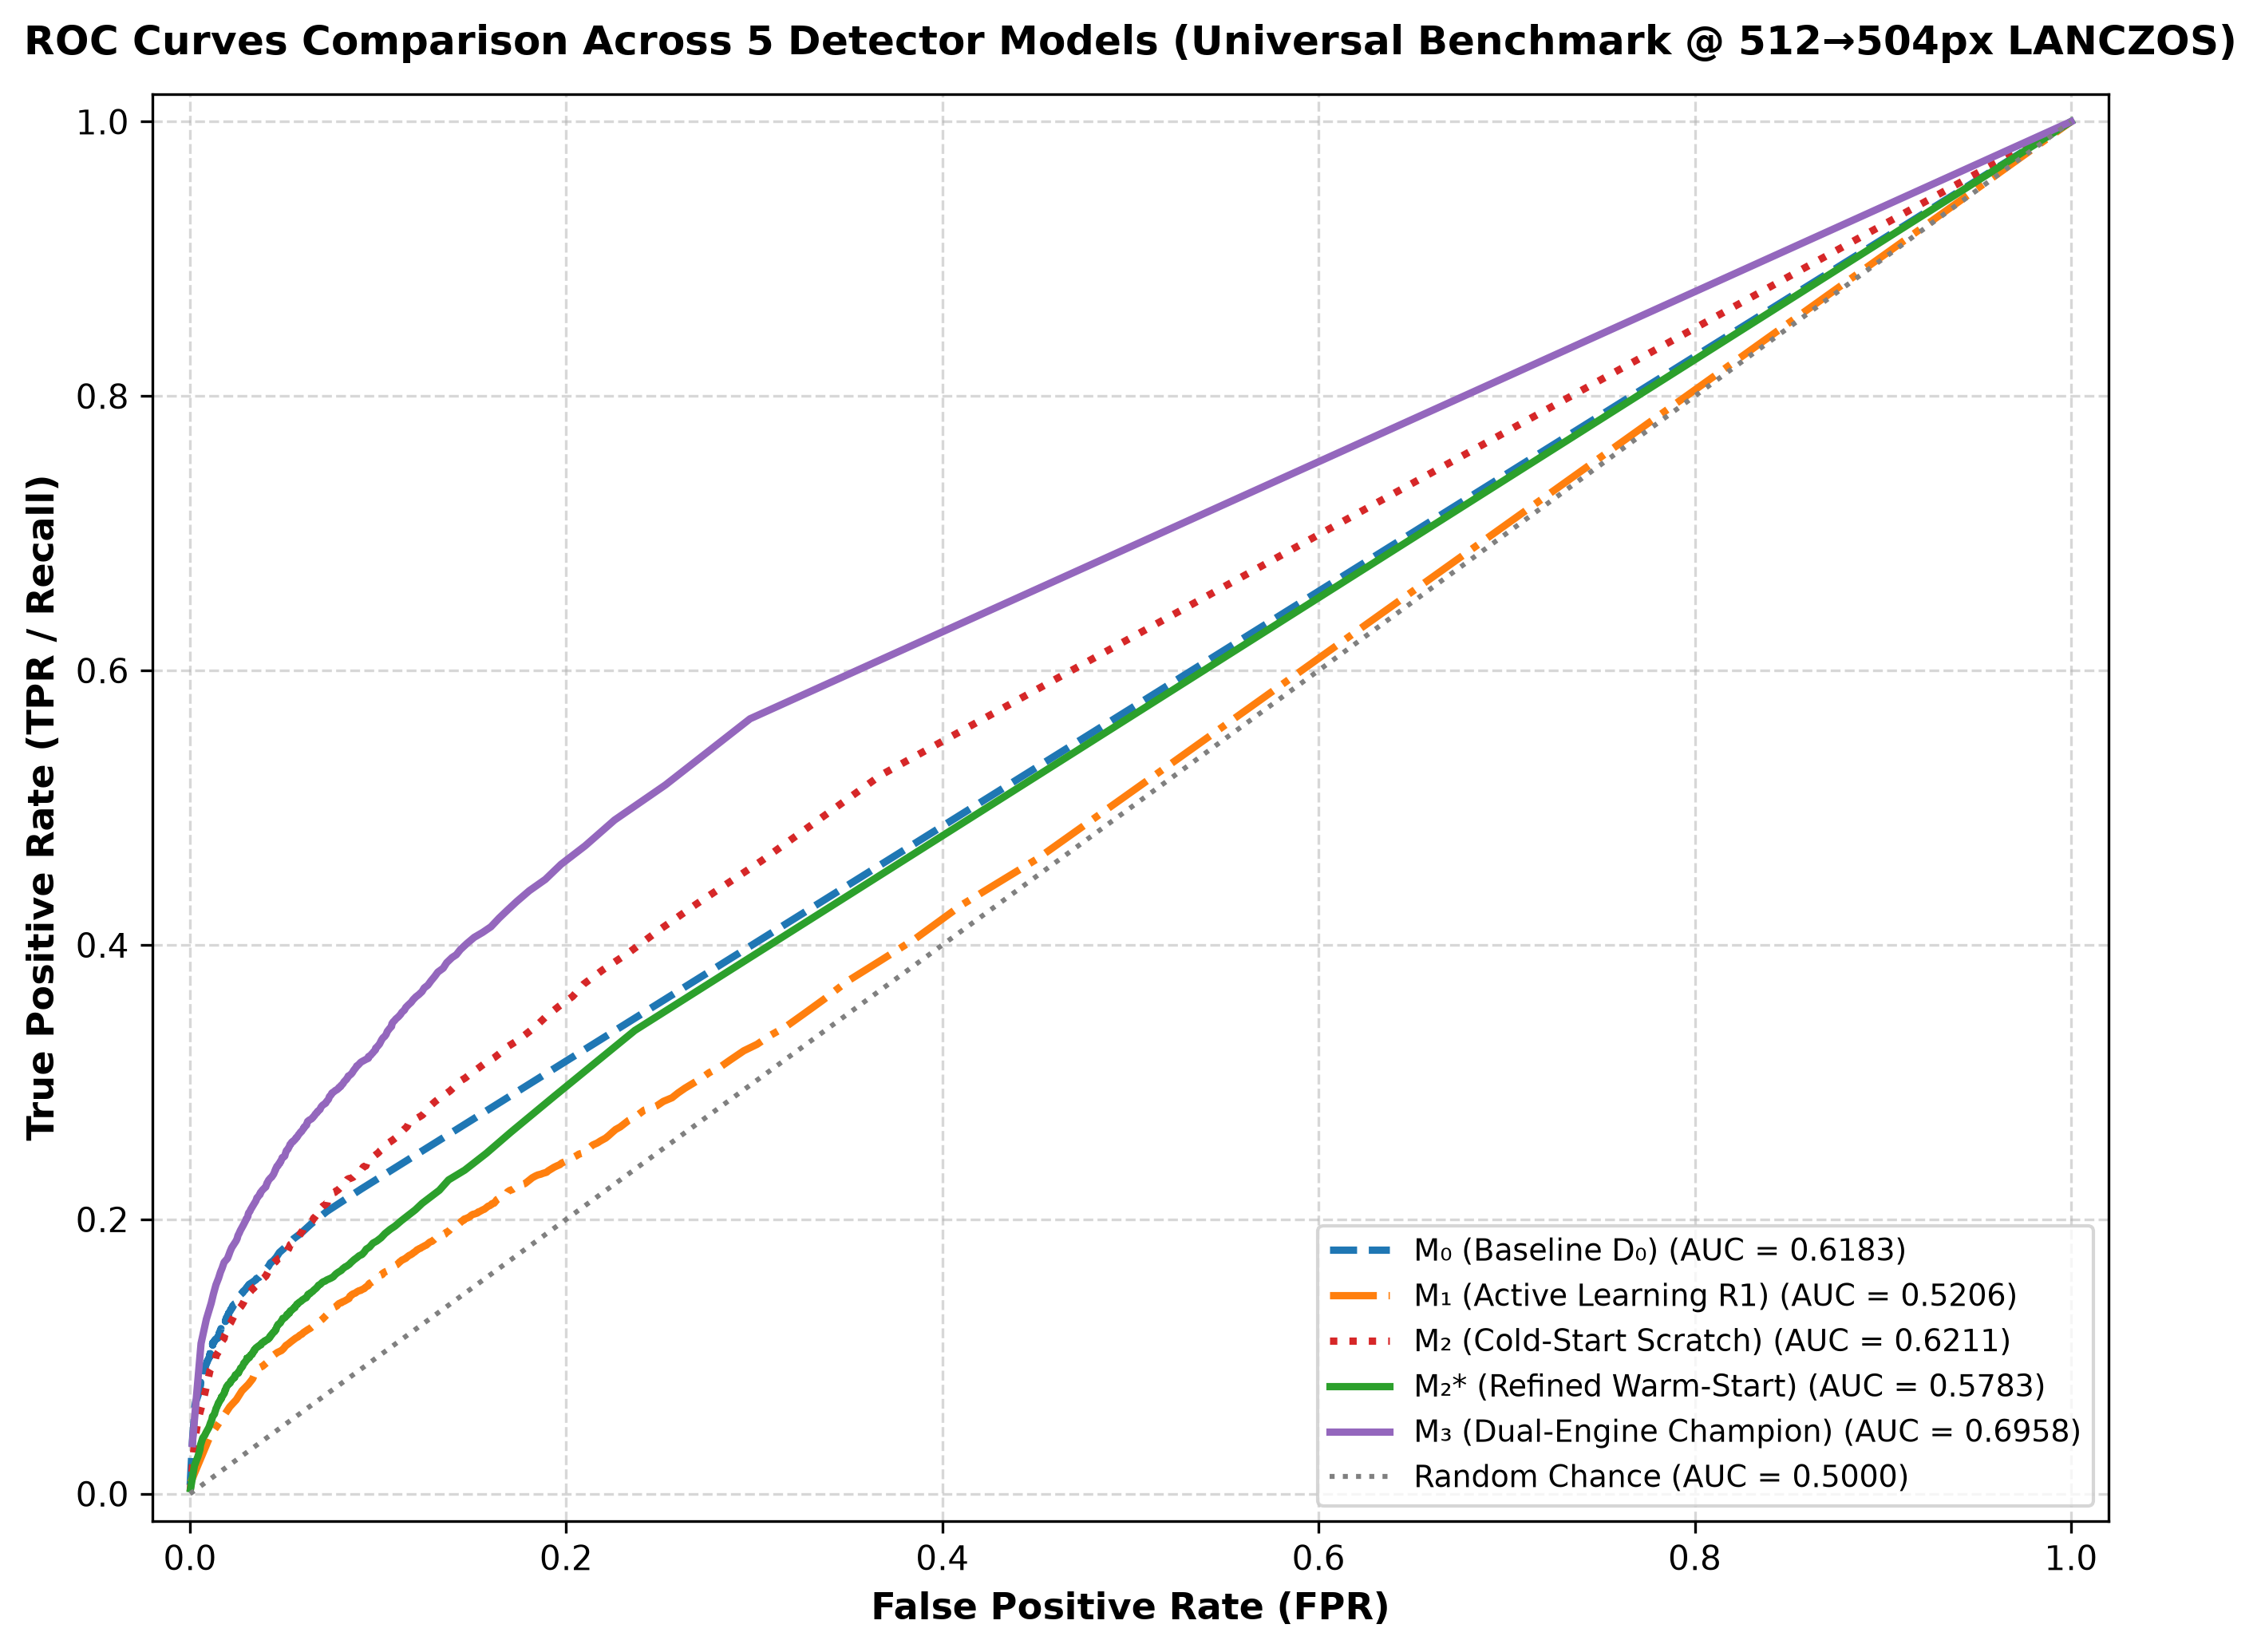 ROC Curves Comparison Across 5 Detector Models (Universal Benchmark @ 512→504px LANCZOS)
True Positive Rate (TPR / Recall)
1.0
0.8
0.6
0.4
0.2
0.0
M₀ (Baseline D₀) (AUC = 0.6183)
M₁ (Active Learning R1) (AUC = 0.5206)
M₂ (Cold-Start Scratch) (AUC = 0.6211)
M₂* (Refined Warm-Start) (AUC = 0.5783)
M₃ (Dual-Engine Champion) (AUC = 0.6958)
Random Chance (AUC = 0.5000)
0.0 0.2 0.4 0.6 0.8 1.0
False Positive Rate (FPR)